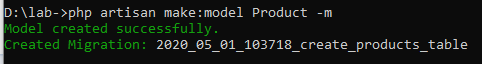 D:\lab->php artisan make:model Product -m
Model created successfully.
Created Migration: 2020_05_01_103718_create_products_table